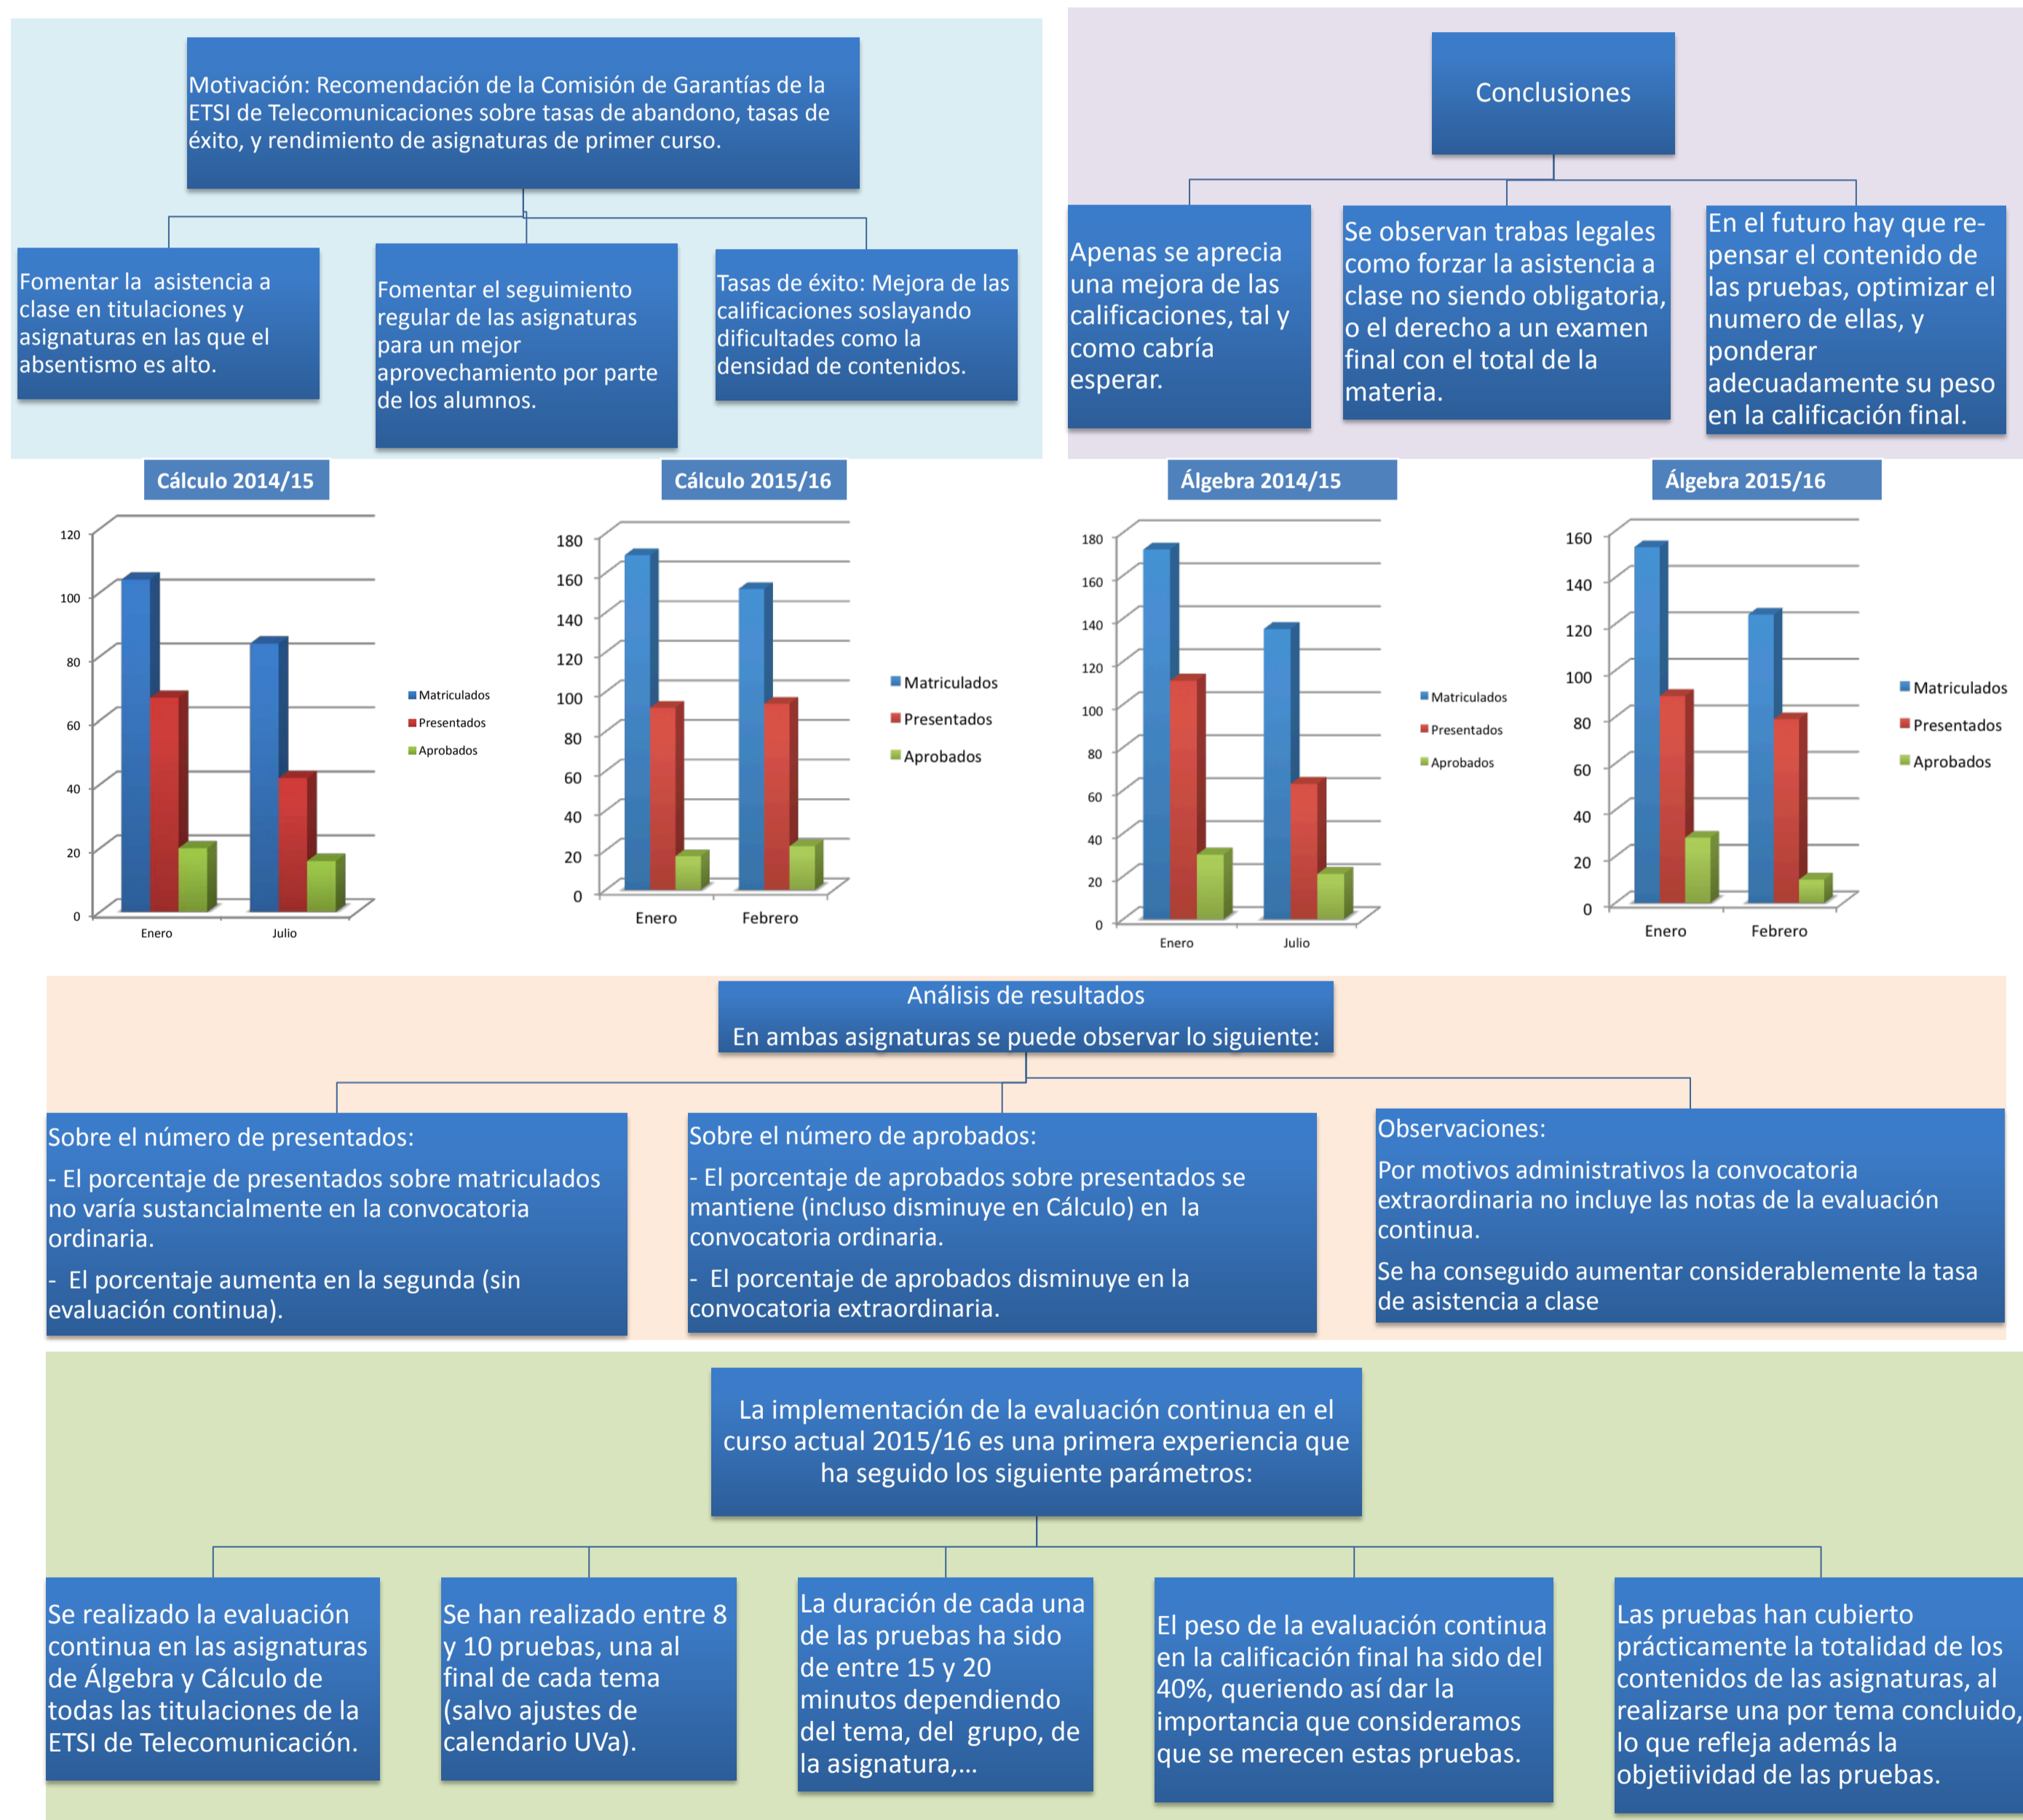 Motivación: Recomendación de la Comisión de Garantías de la
ETSI de Telecomunicaciones sobre tasas de abandono, tasas de
éxito, y rendimiento de asignaturas de primer curso.
Fomentar la  asistencia a
clase en titulaciones y
asignaturas en las que el
absentismo es alto.
Fomentar el seguimiento
regular de las asignaturas
para un mejor
aprovechamiento por parte
de los alumnos.
Tasas de éxito: Mejora de las
calificaciones soslayando
dificultades como la
densidad de contenidos.
Conclusiones
Apenas se aprecia
una mejora de las
calificaciones, tal y
como cabría
esperar.
Se observan trabas legales
como forzar la asistencia a
clase no siendo obligatoria,
o el derecho a un examen
final con el total de la
materia.
En el futuro hay que re-
pensar el contenido de
las pruebas, optimizar el
numero de ellas, y
ponderar
adecuadamente su peso
en la calificación final.
Cálculo 2014/15
120
100
80
60
40
20
0
Enero
Julio
Matriculados
Presentados
Aprobados
Cálculo 2015/16
180
160
140
120
100
80
60
40
20
0
Enero
Febrero
Matriculados
Presentados
Aprobados
Álgebra 2014/15
180
160
140
120
100
80
60
40
20
0
Enero
Julio
Matriculados
Presentados
Aprobados
Álgebra 2015/16
160
140
120
100
80
60
40
20
0
Enero
Febrero
Matriculados
Presentados
Aprobados
Análisis de resultados
En ambas asignaturas se puede observar lo siguiente:
Sobre el número de presentados:
- El porcentaje de presentados sobre matriculados
no varía sustancialmente en la convocatoria
ordinaria.
-  El porcentaje aumenta en la segunda (sin
evaluación continua).
Sobre el número de aprobados:
- El porcentaje de aprobados sobre presentados se
mantiene (incluso disminuye en Cálculo) en  la
convocatoria ordinaria.
-  El porcentaje de aprobados disminuye en la
convocatoria extraordinaria.
Observaciones:
Por motivos administrativos la convocatoria
extraordinaria no incluye las notas de la evaluación
continua.
Se ha conseguido aumentar considerablemente la tasa
de asistencia a clase
La implementación de la evaluación continua en el
curso actual 2015/16 es una primera experiencia que
ha seguido los siguiente parámetros:
Se realizado la evaluación
continua en las asignaturas
de Álgebra y Cálculo de
todas las titulaciones de la
ETSI de Telecomunicación.
Se han realizado entre 8
y 10 pruebas, una al
final de cada tema
(salvo ajustes de
calendario UVa).
La duración de cada una
de las pruebas ha sido
de entre 15 y 20
minutos dependiendo
del tema, del  grupo, de
la asignatura,...
El peso de la evaluación continua
en la calificación final ha sido del
40%, queriendo así dar la
importancia que consideramos
que se merecen estas pruebas.
Las pruebas han cubierto
prácticamente la totalidad de los
contenidos de las asignaturas, al
realizarse una por tema concluido,
lo que refleja además la
objetiividad de las pruebas.